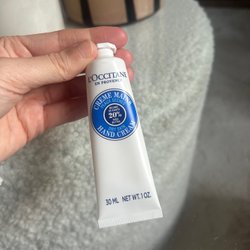 L'OCCITANE
EN PROVENCE
CRÈME MAINS
20%
HAND CREAM
30 ML NET WT. 1 OZ.